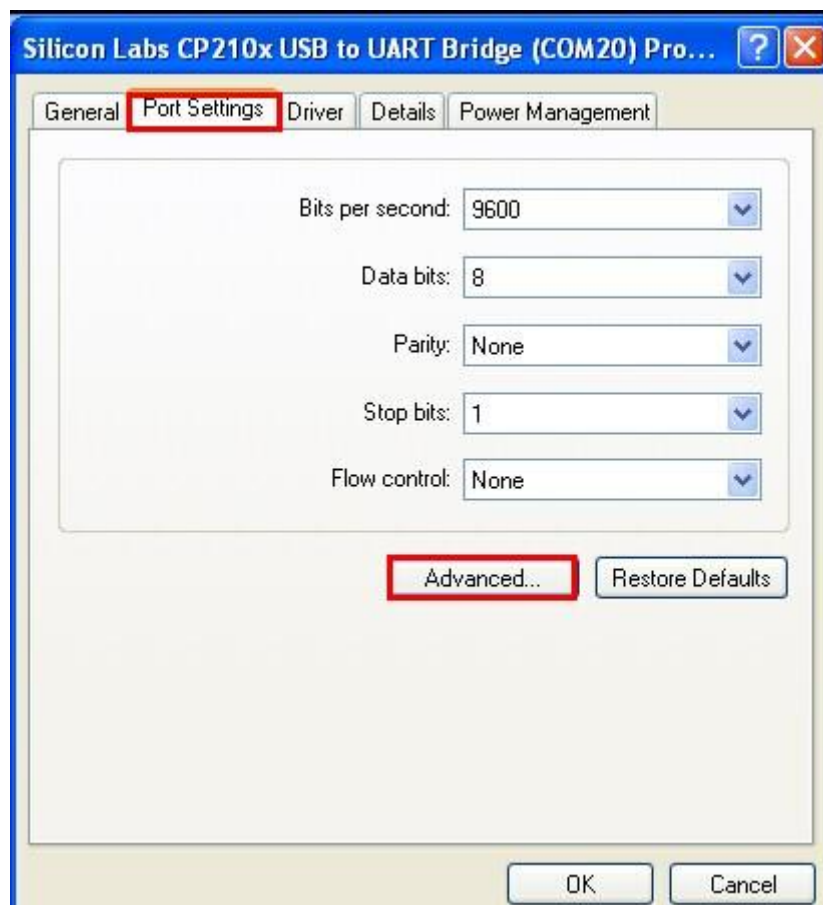 Silicon Labs CP210x USB to UART Bridge (COM20) Pro...
General Port Settings Driver Details Power Management
Bits per second: 9600
Data bits: 8
Parity: None
Stop bits: 1
Flow control: None
Advanced... Restore Defaults
OK Cancel